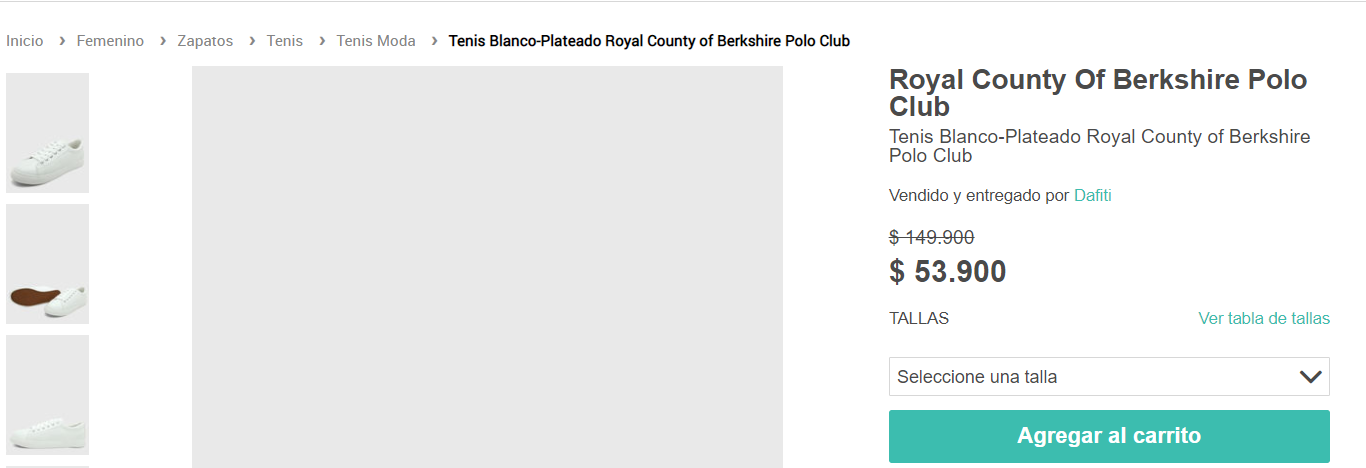 Inicio › Femenino › Zapatos › Tenis › Tenis Moda › Tenis Blanco-Plateado Royal County of Berkshire Polo Club
Royal County Of Berkshire Polo
Club
Tenis Blanco-Plateado Royal County of Berkshire
Polo Club
Vendido y entregado por Dafiti
$ 149.900
$ 53.900
TALLAS
Ver tabla de tallas
Seleccione una talla
Agregar al carrito